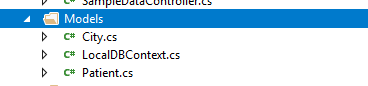 SampleDataController.cs
Models
C# City.cs
C# LocalDBContext.cs
C# Patient.cs